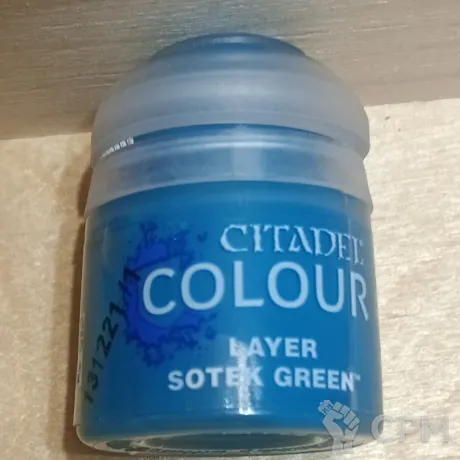 CITADEL
COLOUR
LAYER
SOTEK GREEN™
CPM